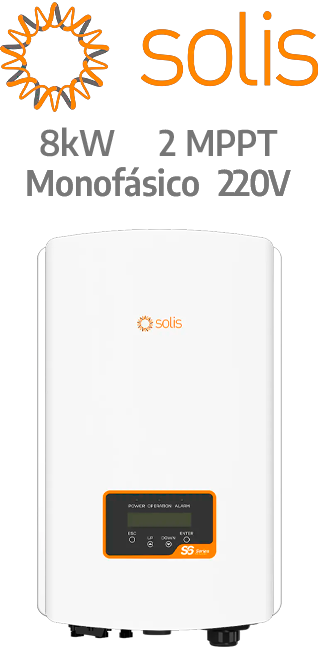 solis
8kW 2 MPPT
Monofásico 220V
solis
POWER OPERATION ALARM
ESC UP DOWN ENTER
S6 Series